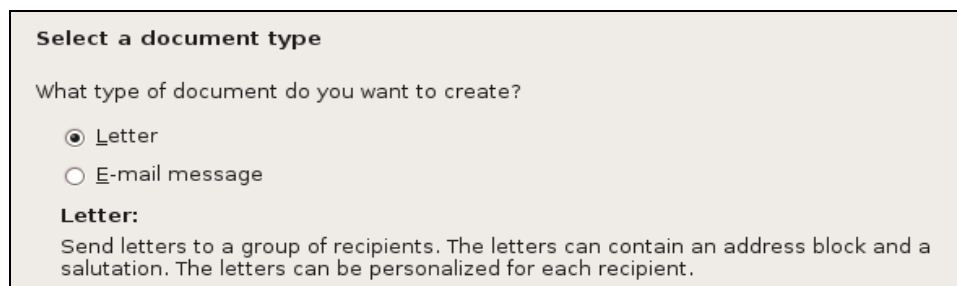 Select a document type
What type of document do you want to create?
Letter
E-mail message
Letter:
Send letters to a group of recipients. The letters can contain an address block and a
salutation. The letters can be personalized for each recipient.